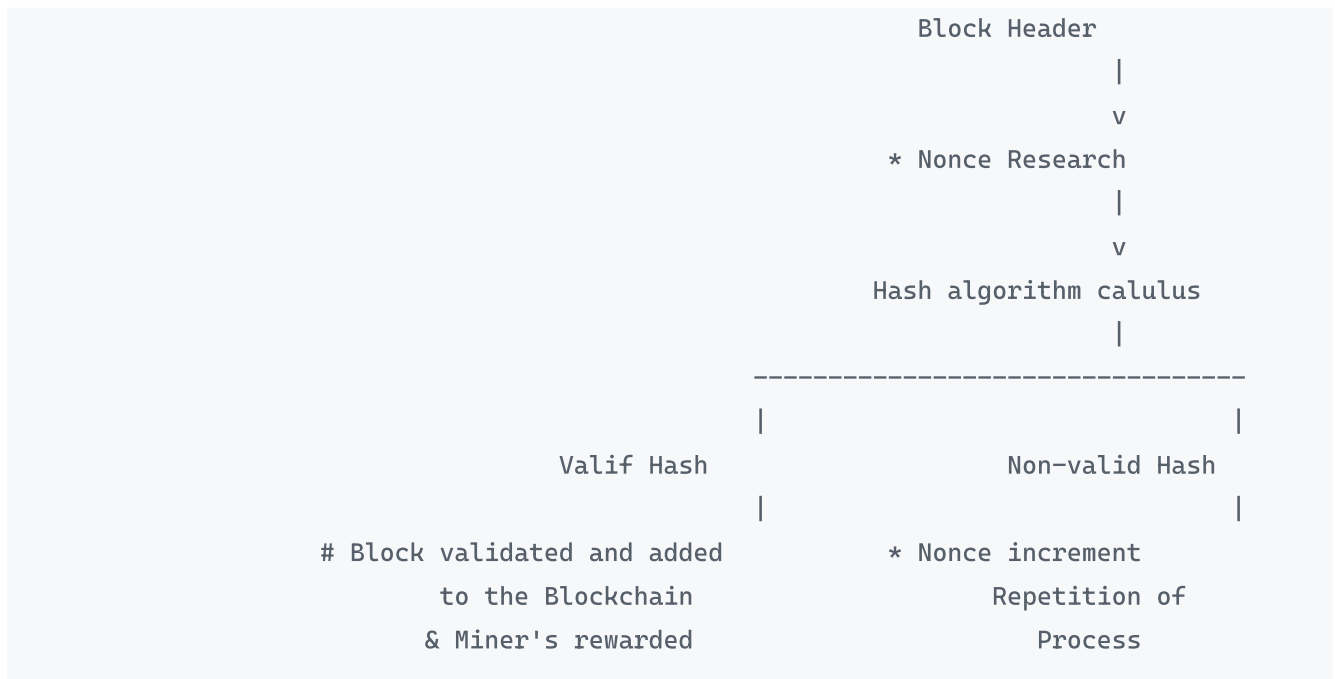 Block Header
|
v
* Nonce Research
|
v
Hash algorithm calulus
|
---------------------------------
| |
Valif Hash Non-valid Hash
| |
# Block validated and added * Nonce increment
to the Blockchain Repetition of
& Miner's rewarded Process